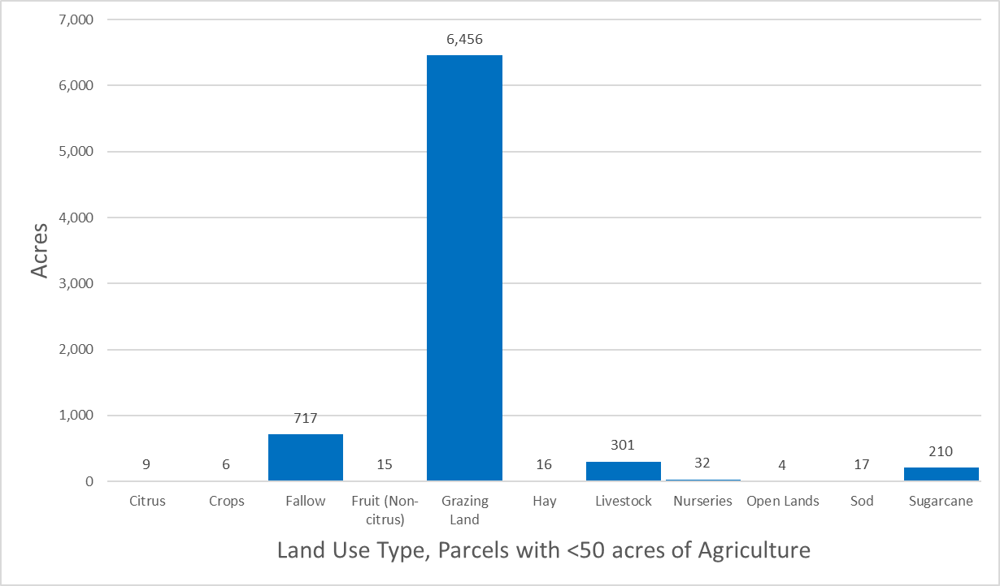 7,000
6,000
5,000
4,000
3,000
2,000
1,000
0
Acres
9
6
717
15
6,456
16
301
32
4
17
210
Citrus
Crops
Fallow
Fruit (Non-
citrus)
Grazing
Land
Hay
Livestock
Nurseries
Open Lands
Sod
Sugarcane
Land Use Type, Parcels with <50 acres of Agriculture